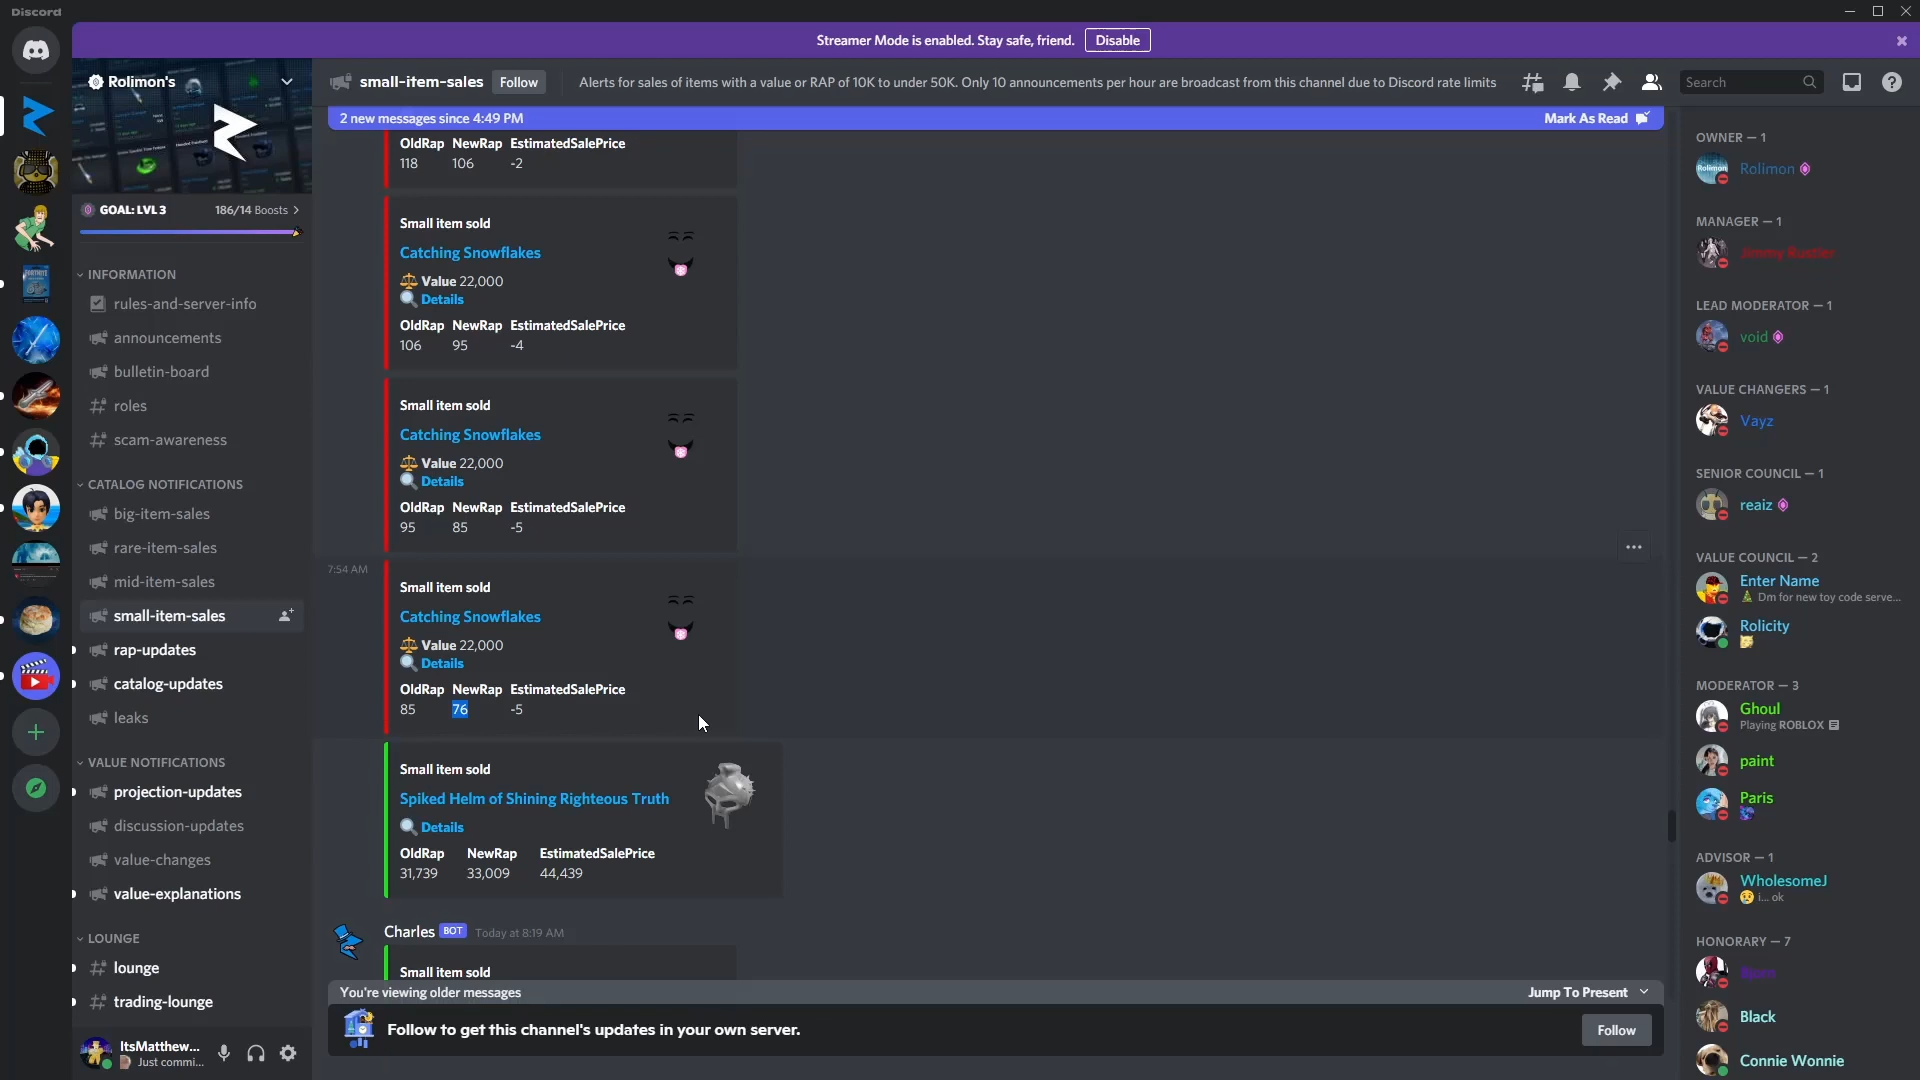 Discord
Streamer Mode is enabled. Stay safe, friend.
Disable
Rolimon's
GOAL: LVL 3
186/14 Boosts
INFORMATION
rules-and-server-info
announcements
bulletin-board
roles
scam-awareness
CATALOG NOTIFICATIONS
big-item-sales
rare-item-sales
mid-item-sales
small-item-sales
rap-updates
catalog-updates
leaks
VALUE NOTIFICATIONS
projection-updates
discussion-updates
value-changes
value-explanations
LOUNGE
lounge
trading-lounge
ItsMatthew...
Just commi...
small-item-sales
Follow
Alerts for sales of items with a value or RAP of 10K to under 50K. Only 10 announcements per hour are broadcast from this channel due to Discord rate limits
Search
2 new messages since 4:49 PM
Mark As Read
OldRap NewRap EstimatedSalePrice
118 106 -2
Small item sold
Catching Snowflakes
Value 22,000
Details
OldRap NewRap EstimatedSalePrice
106 95 -4
Small item sold
Catching Snowflakes
Value 22,000
Details
OldRap NewRap EstimatedSalePrice
95 85 -5
7:54 AM
Small item sold
Catching Snowflakes
Value 22,000
Details
OldRap NewRap EstimatedSalePrice
85 76 -5
Small item sold
Spiked Helm of Shining Righteous Truth
Details
OldRap NewRap EstimatedSalePrice
31,739 33,009 44,439
Charles BOT Today at 8:19 AM
Small item sold
You're viewing older messages
Jump To Present
Follow to get this channel's updates in your own server.
Follow
OWNER — 1
Rolimon
MANAGER — 1
Jimmy Rustler
LEAD MODERATOR — 1
void
VALUE CHANGERS — 1
Vayz
SENIOR COUNCIL — 1
reaiz
VALUE COUNCIL — 2
Enter Name
Dm for new toy code serve...
Rolicity
MODERATOR — 3
Ghoul
Playing ROBLOX
paint
Paris
ADVISOR — 1
WholesomeJ
i... ok
HONORARY — 7
Black
Connie Wonnie